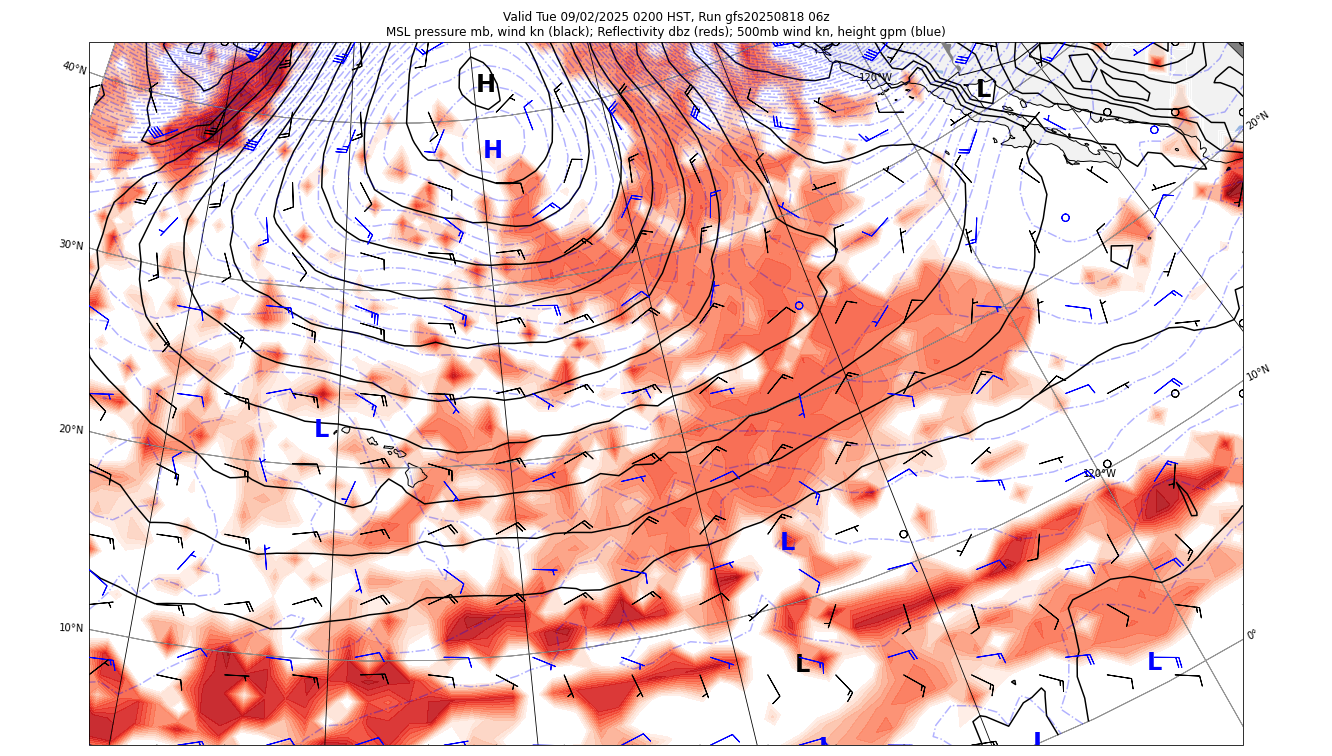 Valid Tue 09/02/2025 0200 HST, Run gfs20250818 06z
MSL pressure mb, wind kn (black); Reflectivity dbz (reds); 500mb wind kn, height gpm (blue)
40°N
H
120°W
L
20°N
H
30°N
10°N
20°N
L
120°W
L
10°N
0°
L
L
L
L